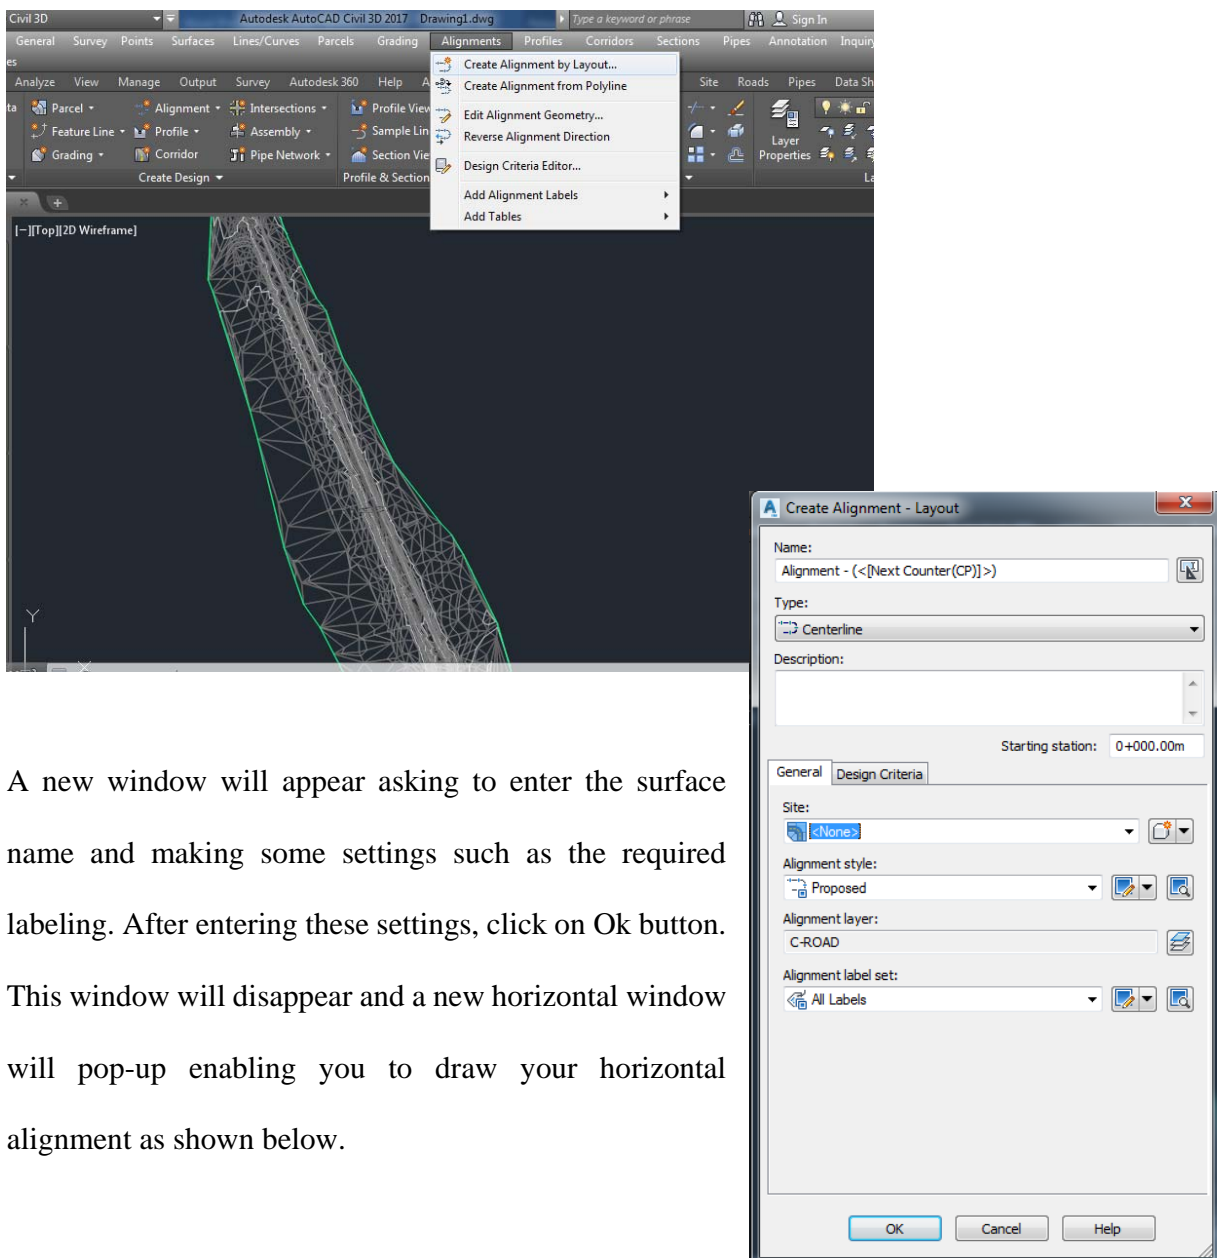 Civil 3D
Autodesk AutoCAD Civil 3D 2017 Drawing1.dwg
Type a keyword or phrase
Sign In
General Survey Points Surfaces Lines/Curves Parcels Grading Alignments Profiles Corridors Sections Pipes Annotation Inquiry
es
Analyze View Manage Output Survey Autodesk 360 Help A Site Roads Pipes Data Sh
ta Parcel Alignment Intersections Profile View
Feature Line Profile Assembly Sample Lin
Grading Corridor Pipe Network Section Vie
Layer
Properties
Create Design Profile & Section La
Create Alignment by Layout...
Create Alignment from Polyline
Edit Alignment Geometry...
Reverse Alignment Direction
Design Criteria Editor...
Add Alignment Labels
Add Tables
[–][Top][2D Wireframe]
Y
X
Create Alignment - Layout
X
Name:
Alignment - (<[Next Counter(CP)]>)
Type:
Centerline
Description:
Starting station: 0+000.00m
General Design Criteria
Site:
<None>
Alignment style:
Proposed
Alignment layer:
C-ROAD
Alignment label set:
All Labels
OK Cancel Help
A new window will appear asking to enter the surface
name and making some settings such as the required
labeling. After entering these settings, click on Ok button.
This window will disappear and a new horizontal window
will pop-up enabling you to draw your horizontal
alignment as shown below.